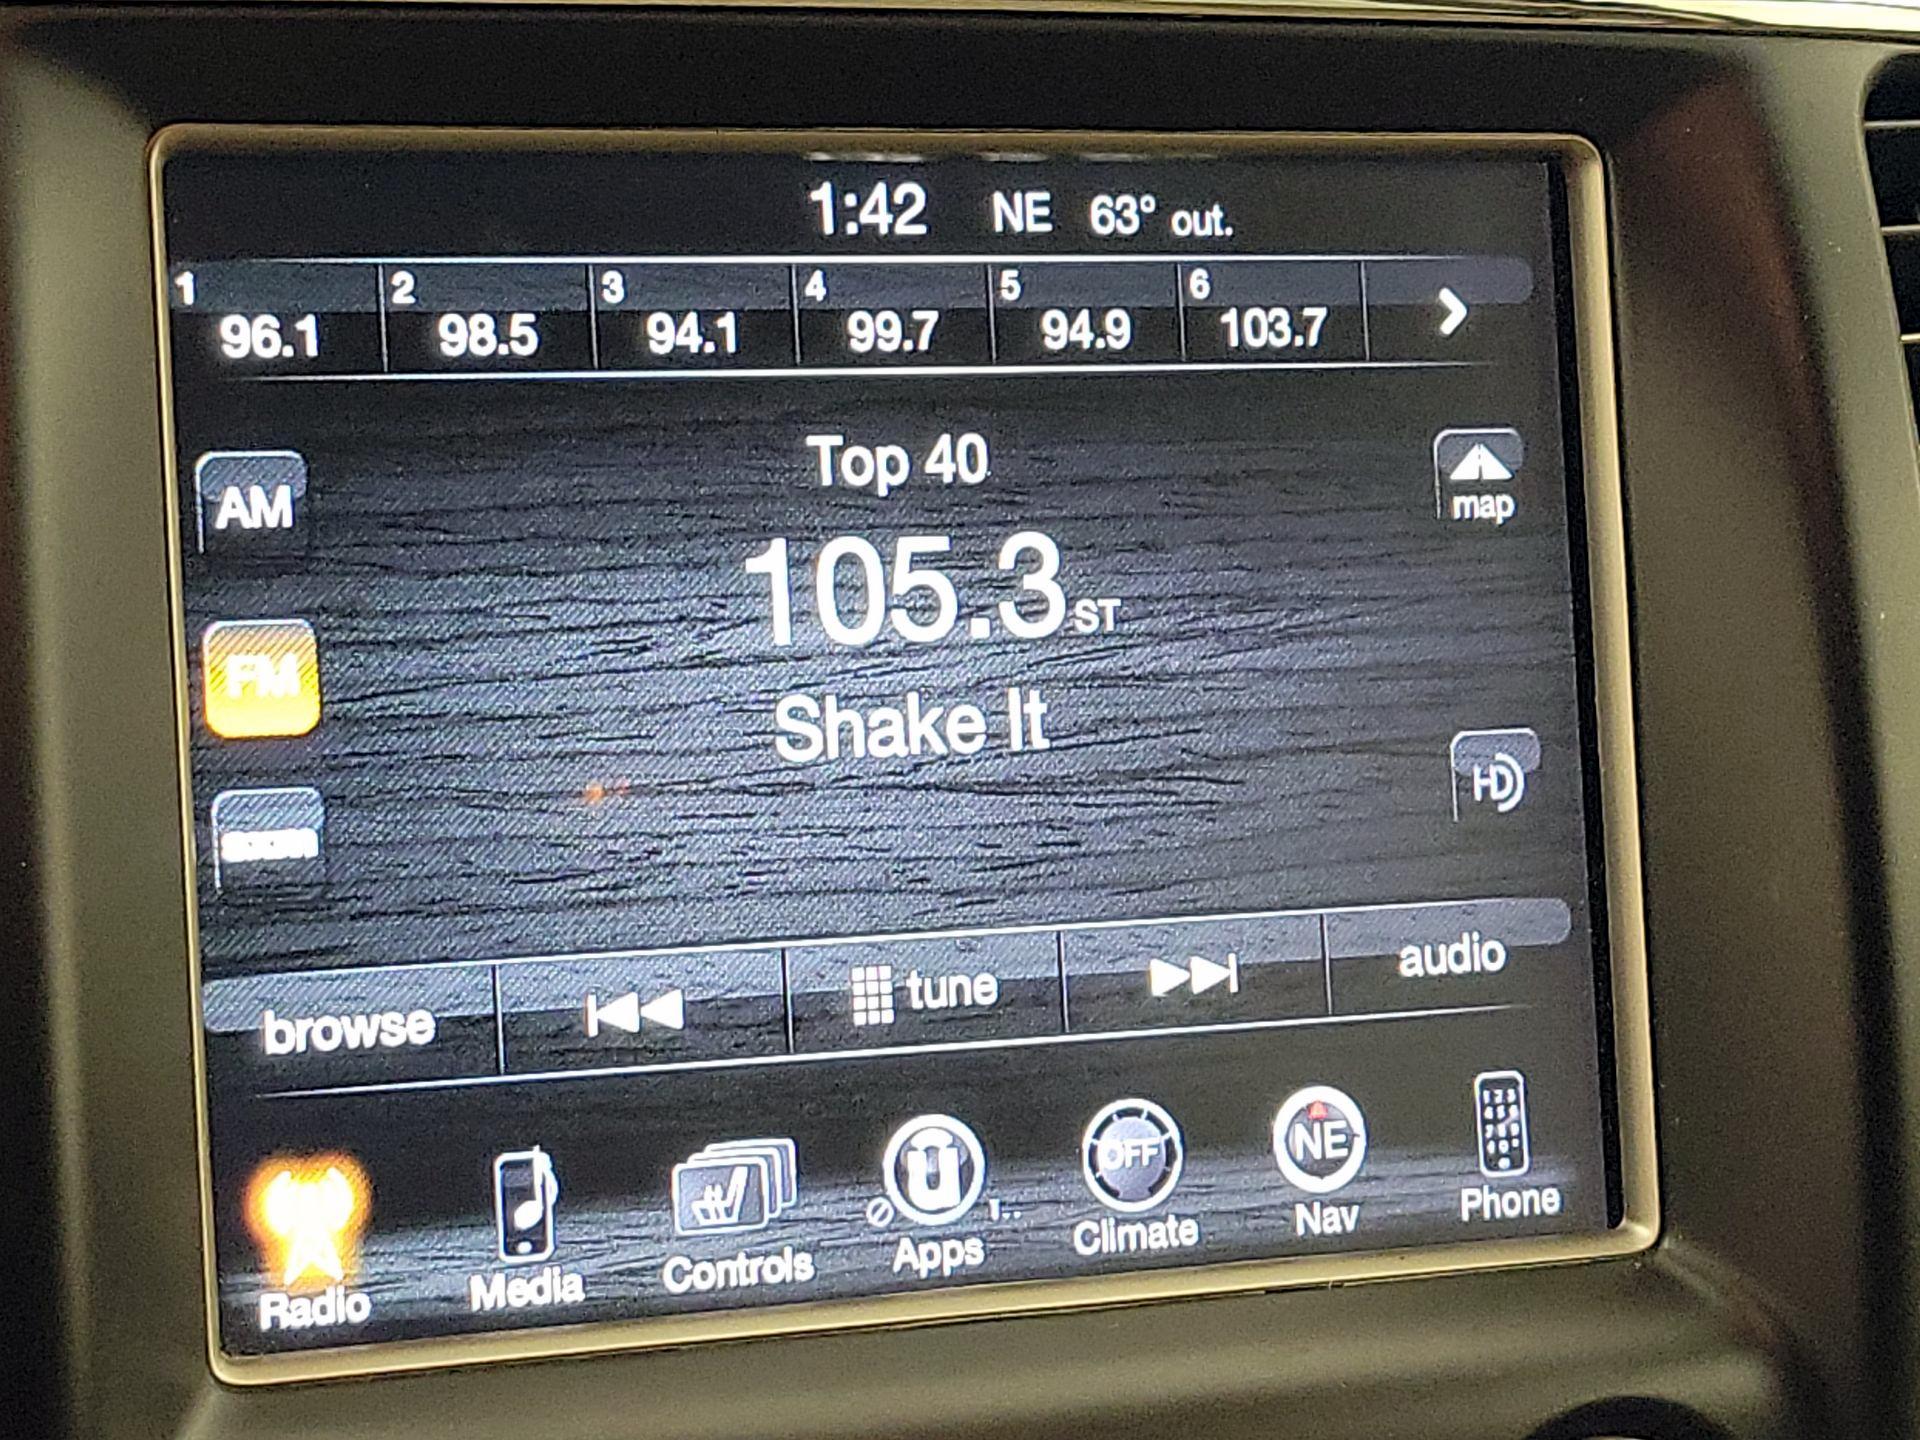 1:42 NE 63° out.
1 2 3 4 5 6
96.1 98.5 94.1 99.7 94.9 103.7
Top 40
AM
map
105.3 ST
FM
Shake It
HD
browse tune audio
OFF NE
Radio Media Controls Apps Climate Nav Phone